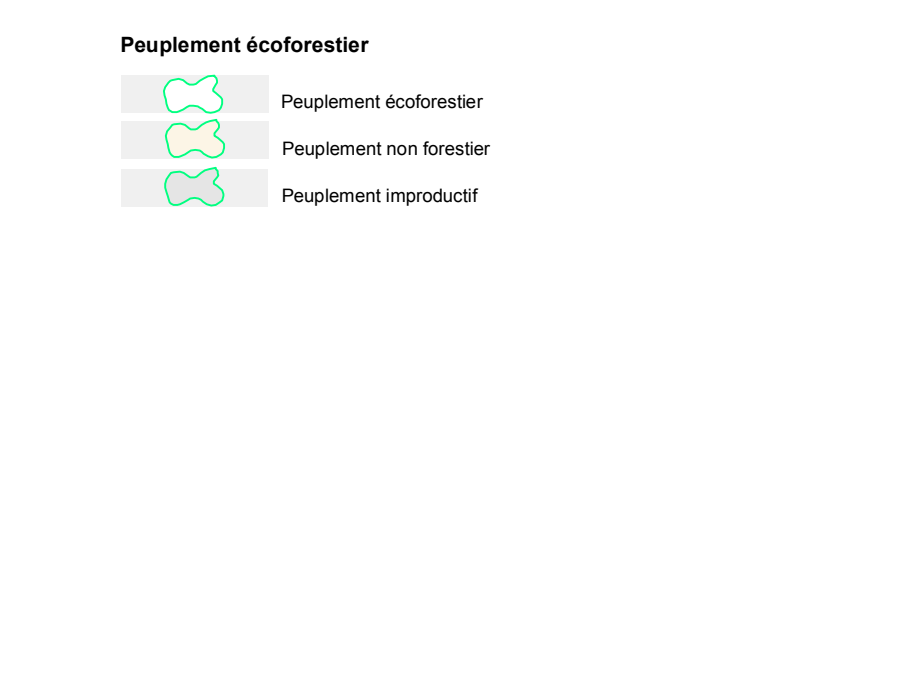 Peuplement écoforestier
Peuplement écoforestier
Peuplement non forestier
Peuplement improductif